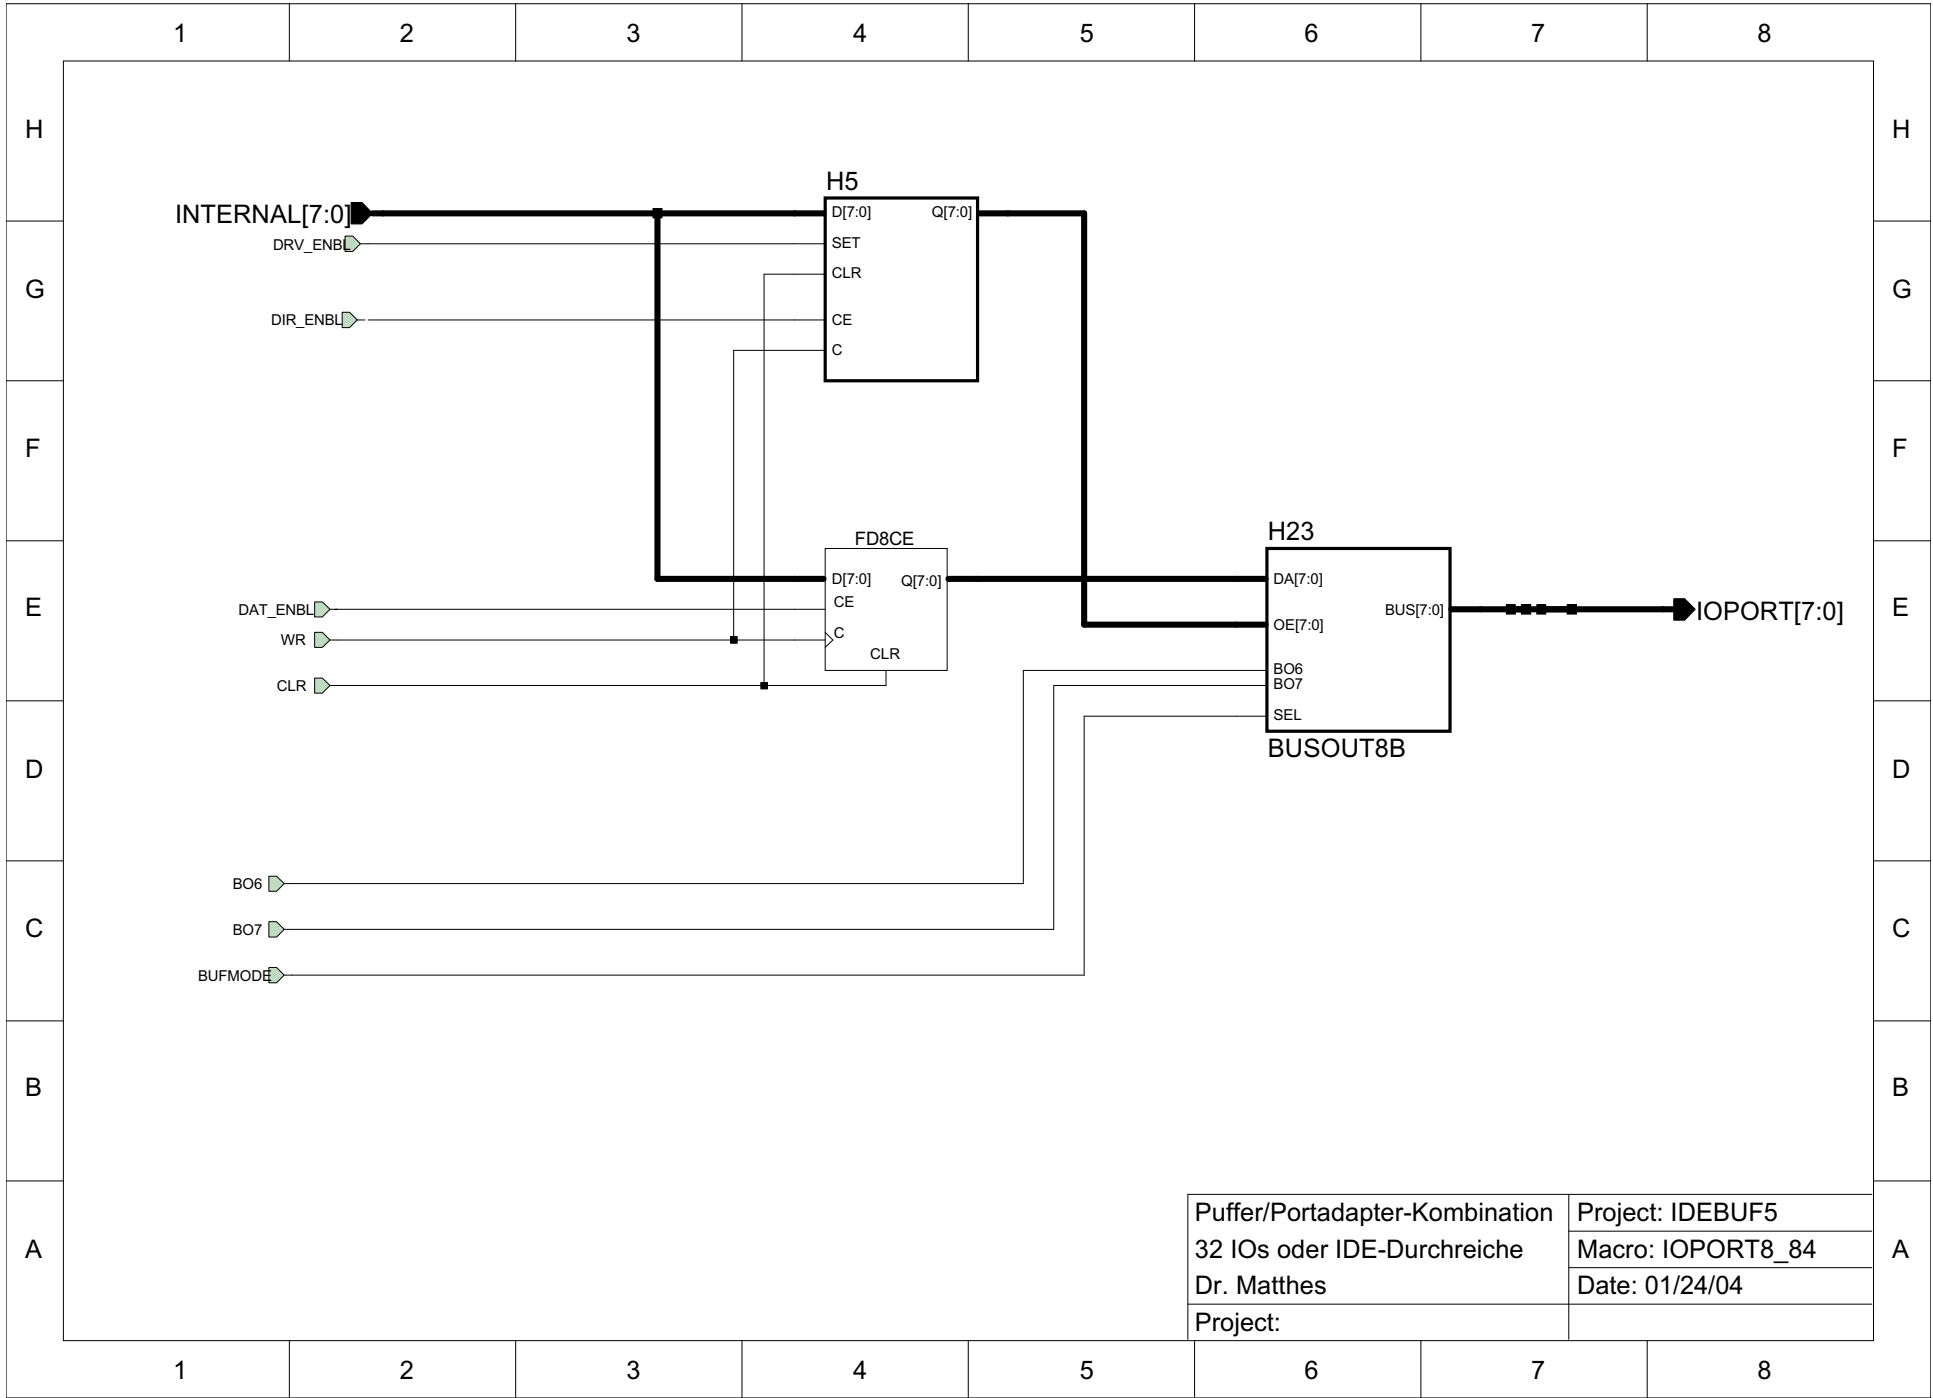 1 2 3 4 5 6 7 8
H H
H5
INTERNAL[7:0] D[7:0] Q[7:0]
DRV_ENBL SET
CLR
G G
DIR_ENBL CE
C
F F
H23
FD8CE
D[7:0] Q[7:0] DA[7:0]
CE
E E
DAT_ENBL BUS[7:0] IOPORT[7:0]
OE[7:0]
WR C
CLR
BO6
CLR BO7
SEL
BUSOUT8B
D D
BO6
C C
BO7
BUFMODE
B B
Puffer/Portadapter-Kombination Project: IDEBUF5
A 32 IOs oder IDE-Durchreiche Macro: IOPORT8_84 A
Dr. Matthes Date: 01/24/04
Project:
1 2 3 4 5 6 7 8